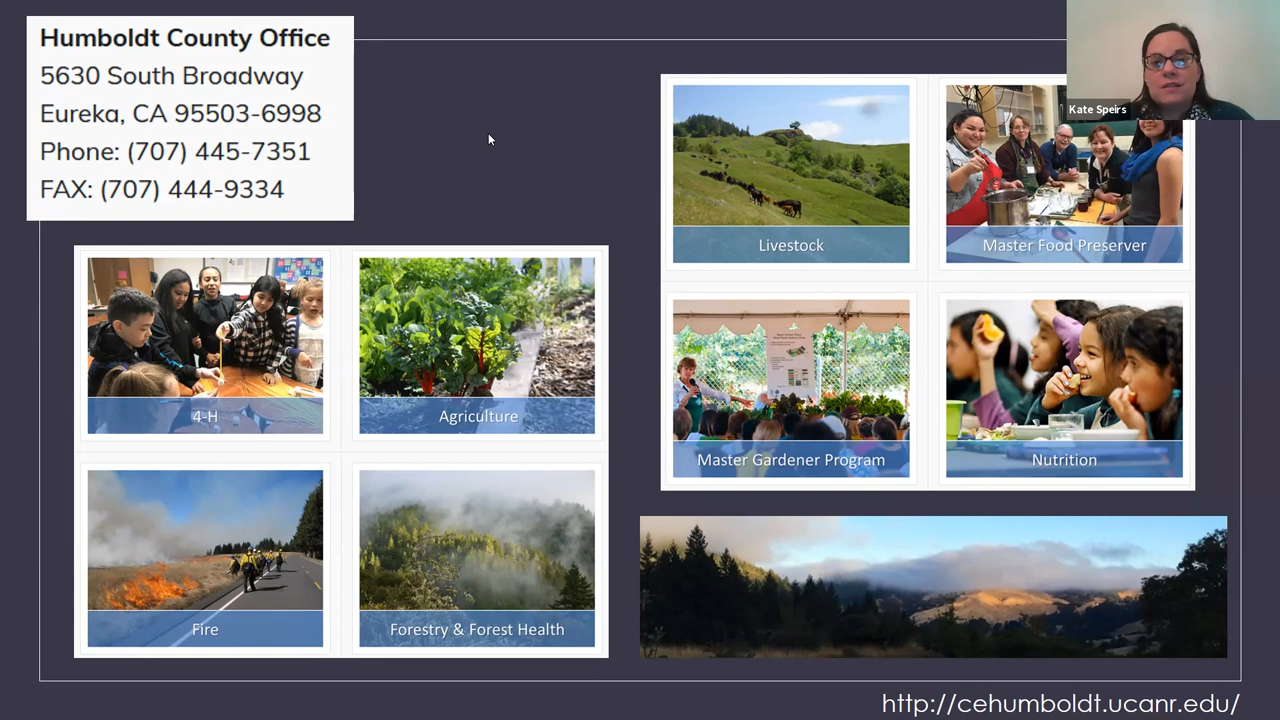 Humboldt County Office
5630 South Broadway
Eureka, CA 95503-6998
Phone: (707) 445-7351
FAX: (707) 444-9334
Kate Speirs
Livestock
Master Food Preserver
4-H
Agriculture
Master Gardener Program
Nutrition
Fire
Forestry & Forest Health
http://cehumboldt.ucanr.edu/